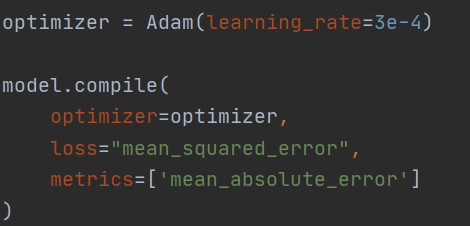 optimizer = Adam(learning_rate=3e-4)
model.compile(
    optimizer=optimizer,
    loss="mean_squared_error",
    metrics=['mean_absolute_error']
)